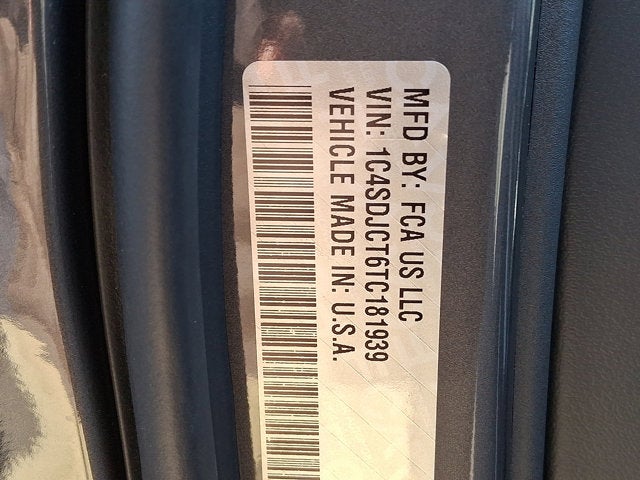 MFD BY: FCA US LLC
VIN: 1C4SDJCT6TC181939
VEHICLE MADE IN: U.S.A.